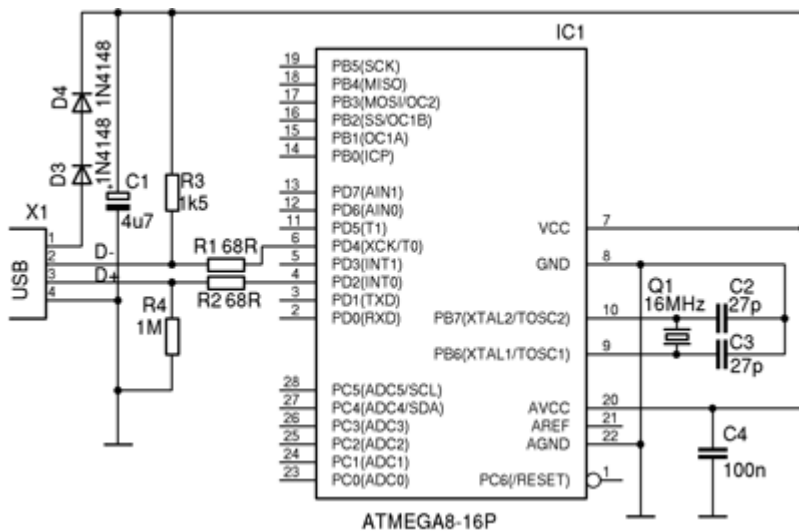 IC1
D4
1N4148
D3
1N4148
C1
4u7
R3
1k5
X1
USB
1
2
3
4
D-
D+
R1 68R
R2 68R
R4
1M
19 PB5(SCK)
18 PB4(MISO)
17 PB3(MOSI/OC2)
16 PB2(SS/OC1B)
15 PB1(OC1A)
14 PB0(ICP)
13 PD7(AIN1)
12 PD6(AIN0)
11 PD5(T1)
6 PD4(XCK/T0)
5 PD3(INT1)
4 PD2(INT0)
3 PD1(TXD)
2 PD0(RXD)
28 PC5(ADC5/SCL)
27 PC4(ADC4/SDA)
26 PC3(ADC3)
25 PC2(ADC2)
24 PC1(ADC1)
23 PC0(ADC0)
VCC 7
GND 8
PB7(XTAL2/TOSC2) 10
PB6(XTAL1/TOSC1) 9
AVCC 20
AREF 21
AGND 22
PC6(/RESET) 1
Q1
16MHz
C2
27p
C3
27p
C4
100n
ATMEGA8-16P